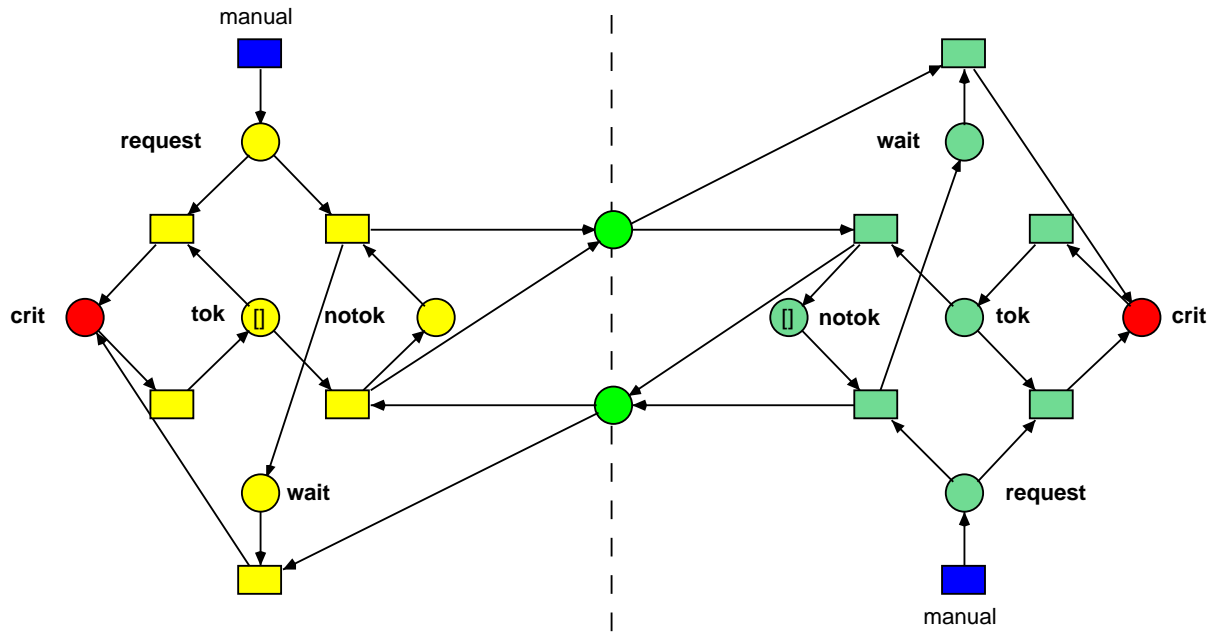 manual
request
wait
crit
tok
[]
notok
[]
notok
tok
crit
wait
request
manual